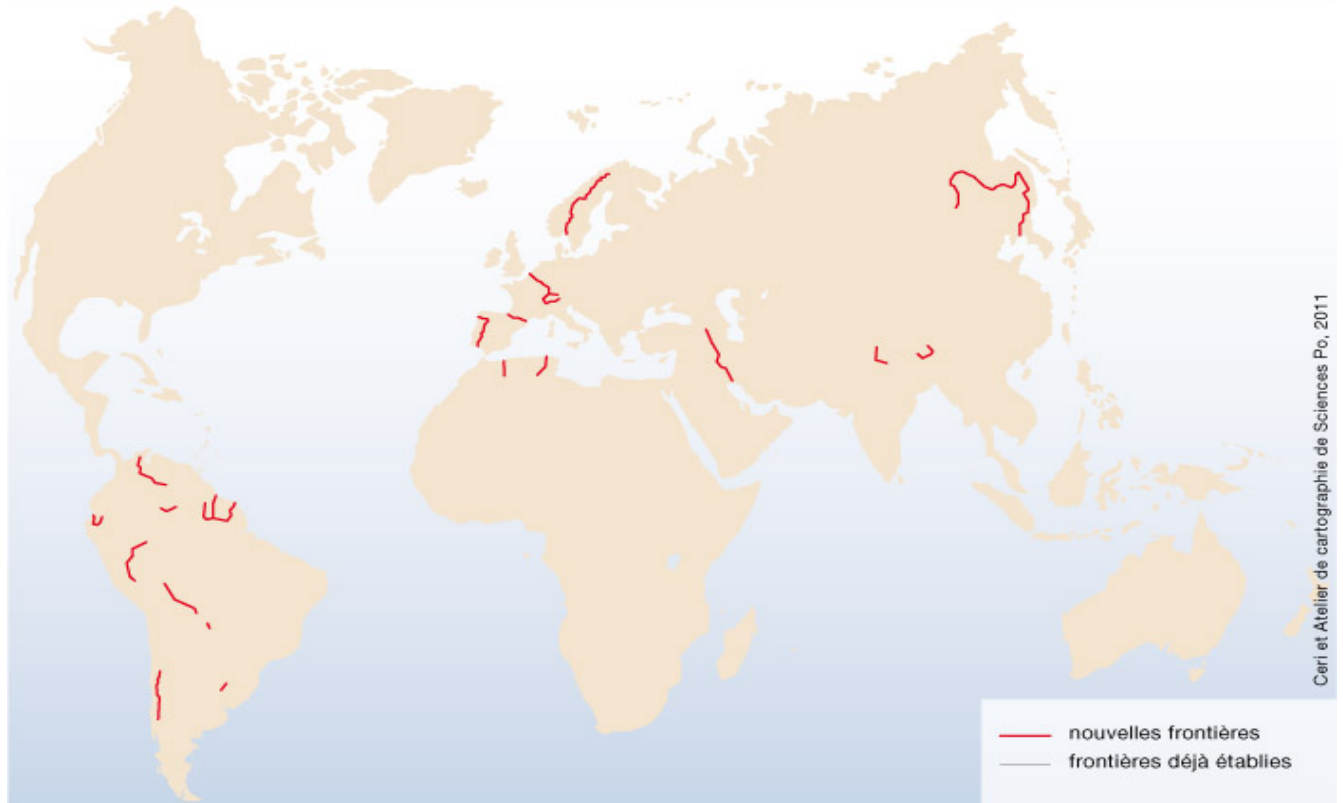 nouvelles frontières
frontières déjà établies
Ceri et Atelier de cartographie de Sciences Po, 2011